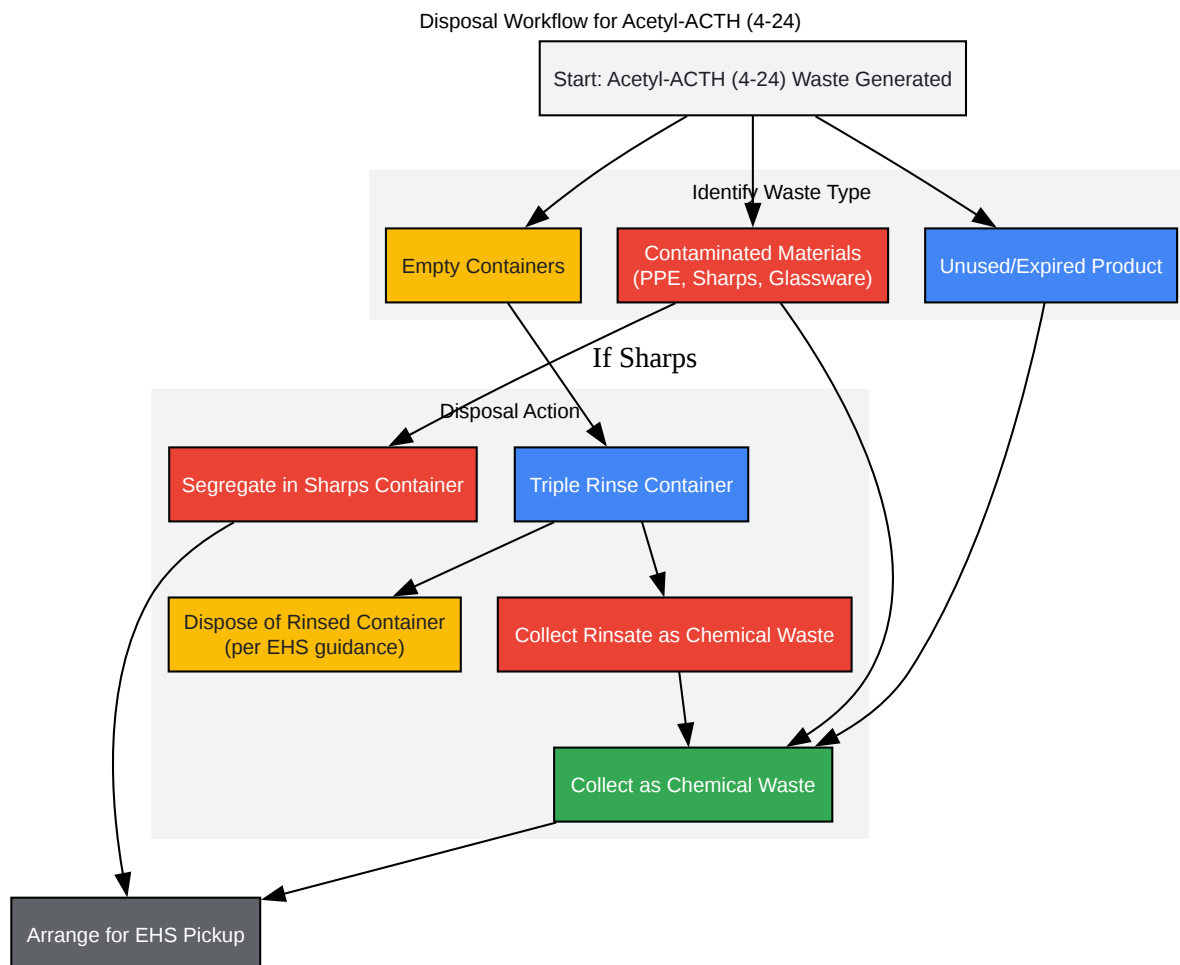 Disposal Workflow for Acetyl-ACTH (4-24)
Start: Acetyl-ACTH (4-24) Waste Generated
Identify Waste Type
Empty Containers
Contaminated Materials
(PPE, Sharps, Glassware)
Unused/Expired Product
If Sharps
Disposal Action
Segregate in Sharps Container
Triple Rinse Container
Dispose of Rinsed Container
(per EHS guidance)
Collect Rinsate as Chemical Waste
Collect as Chemical Waste
Arrange for EHS Pickup